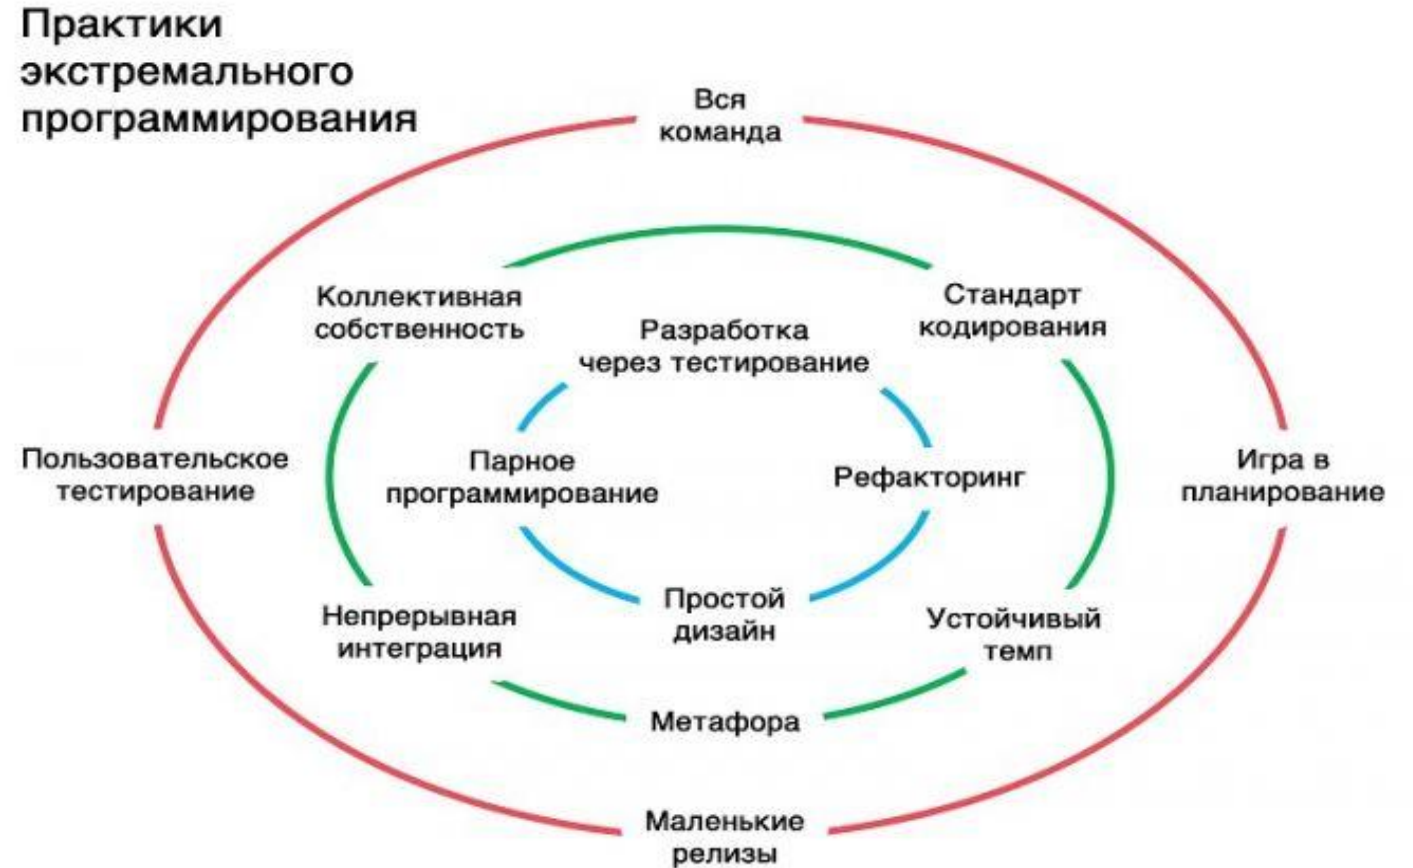 Практики
экстремального
программирования
Вся
команда
Коллективная
собственность
Стандарт
кодирования
Разработка
через тестирование
Пользовательское
тестирование
Парное
программирование
Рефакторинг
Игра в
планирование
Непрерывная
интеграция
Простой
дизайн
Устойчивый
темп
Метафора
Маленькие
релизы